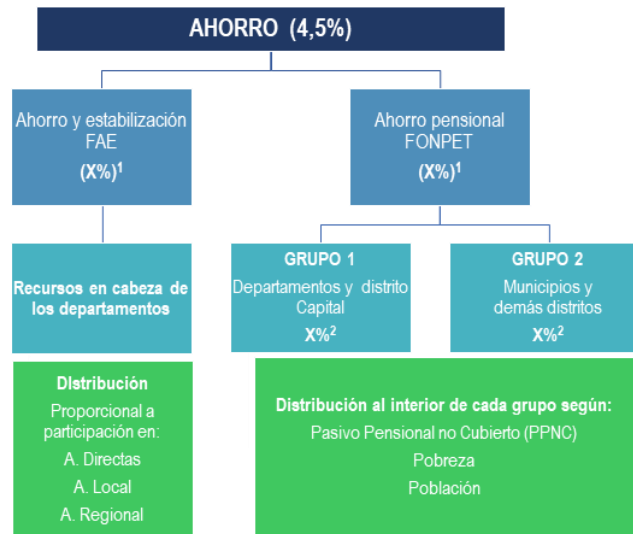 AHORRO (4,5%)
Ahorro y estabilización
FAE
(X%)1
Ahorro pensional
FONPET
(X%)1
Recursos en cabeza de
los departamentos
GRUPO 1
Departamentos y distrito
Capital
X%2
GRUPO 2
Municipios y
demás distritos
X%2
DIstribución
Proporcional a
participación en:
A. Directas
A. Local
A. Regional
Distribución al interior de cada grupo según:
Pasivo Pensional no Cubierto (PPNC)
Pobreza
Población